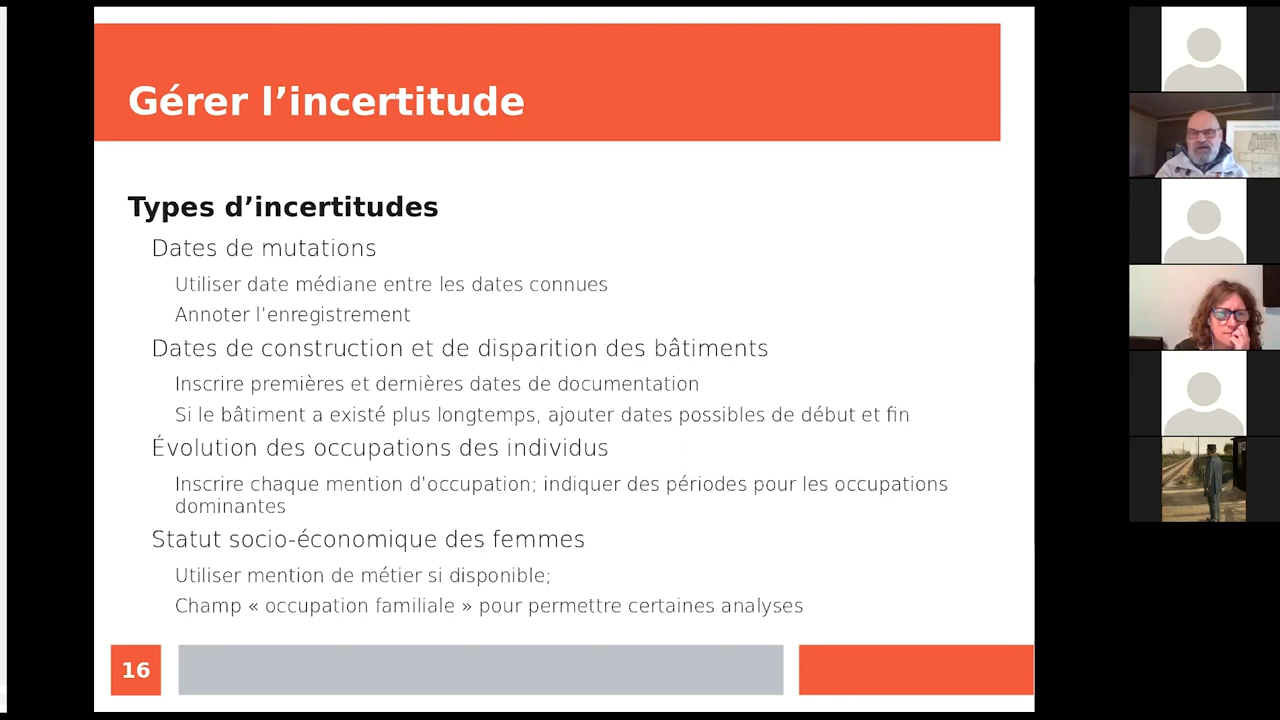 Gérer l’incertitude
Types d’incertitudes
Dates de mutations
Utiliser date médiane entre les dates connues
Annoter l’enregistrement
Dates de construction et de disparition des bâtiments
Inscrire premières et dernières dates de documentation
Si le bâtiment a existé plus longtemps, ajouter dates possibles de début et fin
Évolution des occupations des individus
Inscrire chaque mention d’occupation; indiquer des périodes pour les occupations
dominantes
Statut socio-économique des femmes
Utiliser mention de métier si disponible;
Champ « occupation familiale » pour permettre certaines analyses
16